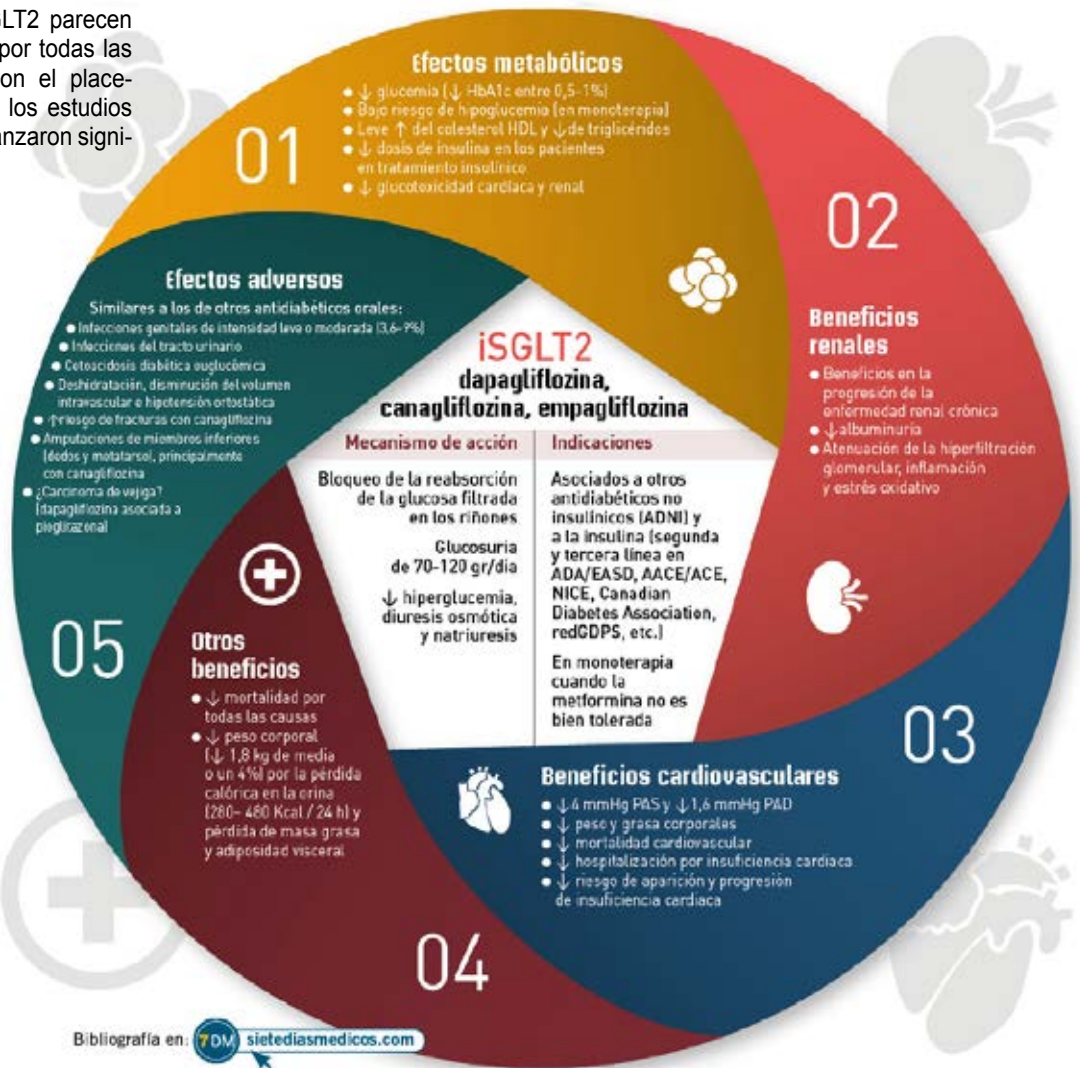 GLT2 parecen
por todas las
on el place-
los estudios
nzaron signi-
01
Efectos metabólicos
● ↓ glucemia (↓ HbA1c entre 0,5-1%)
● Bajo riesgo de hipoglucemia (en monoterapia)
● Leve ↑ del colesterol HDL y ↓ de triglicéridos
● ↓ dosis de insulina en los pacientes
en tratamiento insulínico
● ↓ glucotoxicidad cardiaca y renal
02
Beneficios
renales
● Beneficios en la
progresión de la
enfermedad renal crónica
● ↓ albuminuria
● Atenuación de la hiperfiltración
glomerular, inflamación
y estrés oxidativo
03
Beneficios cardiovasculares
● ↓ 4 mmHg PAS y ↓ 1,6 mmHg PAD
● ↓ peso y grasa corporales
● ↓ mortalidad cardiovascular
● ↓ hospitalización por insuficiencia cardiaca
● ↓ riesgo de aparición y progresión
de insuficiencia cardiaca
04
Otros
beneficios
● ↓ mortalidad por
todas las causas
● ↓ peso corporal
(↓ 1,8 kg de media
o un 4%) por la pérdida
calórica en la orina
(280– 480 Kcal / 24 h) y
pérdida de masa grasa
y adiposidad visceral
05
Efectos adversos
Similares a los de otros antidiabéticos orales:
● Infecciones genitales de intensidad leve o moderada (3,6-9%)
● Infecciones del tracto urinario
● Cetoacidosis diabética euglucémica
● Deshidratación, disminución del volumen
intravascular e hipotensión ortostática
● ↑ riesgo de fracturas con canagliflozina
● Amputaciones de miembros inferiores
(dedos y metatarso), principalmente
con canagliflozina
● ¿Carcinoma de vejiga?
(dapagliflozina asociada a
pioglitazona)
iSGLT2
dapagliflozina,
canagliflozina, empagliflozina
Mecanismo de acción
Bloqueo de la reabsorción
de la glucosa filtrada
en los riñones
Glucosuria
de 70-120 gr/dia
↓ hiperglucemia,
diuresis osmótica
y natriuresis
Indicaciones
Asociados a otros
antidiabéticos no
insulínicos (ADNI) y
a la insulina (segunda
y tercera línea en
ADA/EASD, AACE/ACE,
NICE, Canadian
Diabetes Association,
redGDPS, etc.)
En monoterapia
cuando la
metformina no es
bien tolerada
Bibliografía en: 7DM sietediasmedicos.com